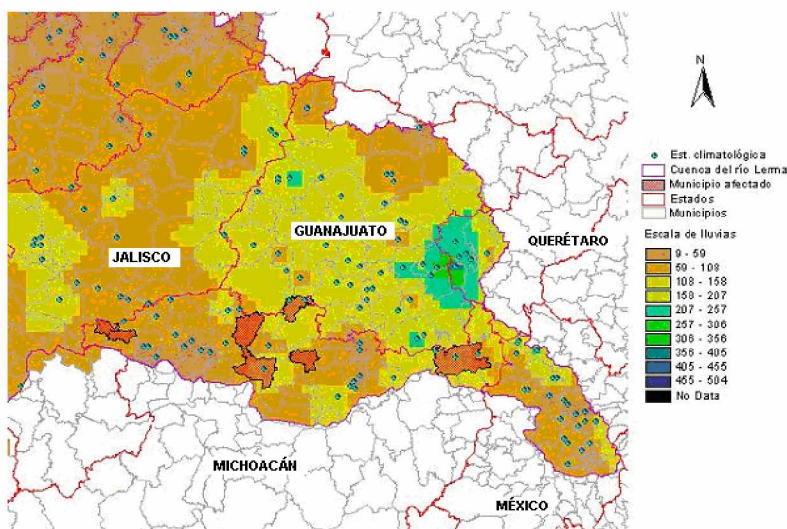 N
Est. climatológica
Cuenca del río Lerma
Municipio afectado
Estados
Municipios
Escala de lluvias
9 - 59
59 - 108
108 - 158
158 - 207
207 - 257
257 - 306
306 - 356
356 - 405
405 - 455
455 - 504
No Data
GUANAJUATO
QUERÉTARO
JALISCO
MICHOACÁN
MÉXICO